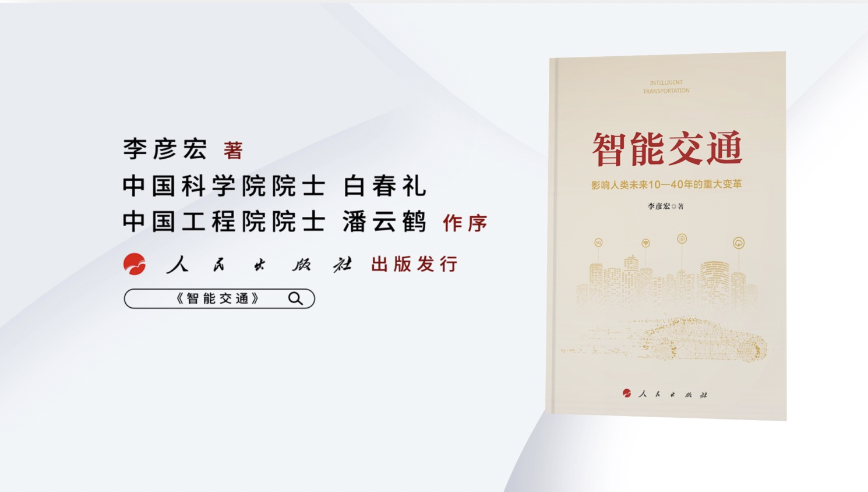 李彦宏 著
中国科学院院士 白春礼
中国工程院院士 潘云鹤 作序
人民出版社 出版发行
《智能交通》
INTELLIGENT
TRANSPORTATION
智能交通
影响人类未来10—40年的重大变革
李彦宏◎著
人民出版社